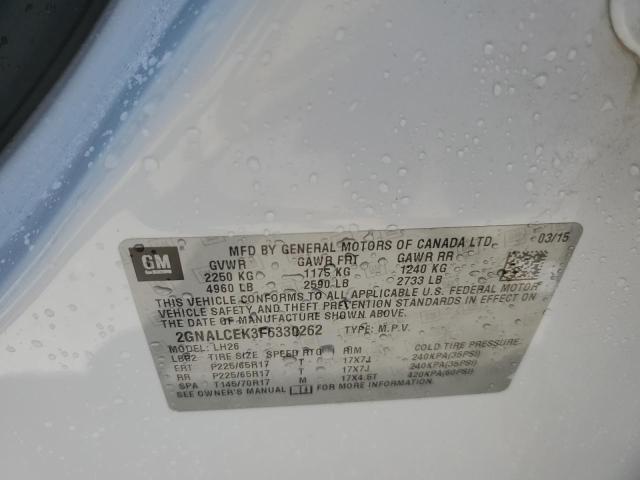 GM
MFD BY GENERAL MOTORS OF CANADA LTD. 03/15
GVWR GAWR FRT GAWR RR
2250 KG 1175 KG 1240 KG
4960 LB 2590 LB 2733 LB
THIS VEHICLE CONFORMS TO ALL APPLICABLE U.S. FEDERAL MOTOR
VEHICLE SAFETY AND THEFT PREVENTION STANDARDS IN EFFECT
ON THE DATE OF MANUFACTURE SHOWN ABOVE.
2GNALCEK3F6330262 TYPE: M.P.V.
MODEL: LH26
TIRE SIZE SPEED RTG RIM COLD TIRE PRESSURE
FRT P225/65R17 T 17X7J 240KPA(35PSI)
RR P225/65R17 T 17X7J 240KPA(35PSI)
SPA T145/70R17 M 17X4.5T 420KPA(60PSI)
SEE OWNER'S MANUAL